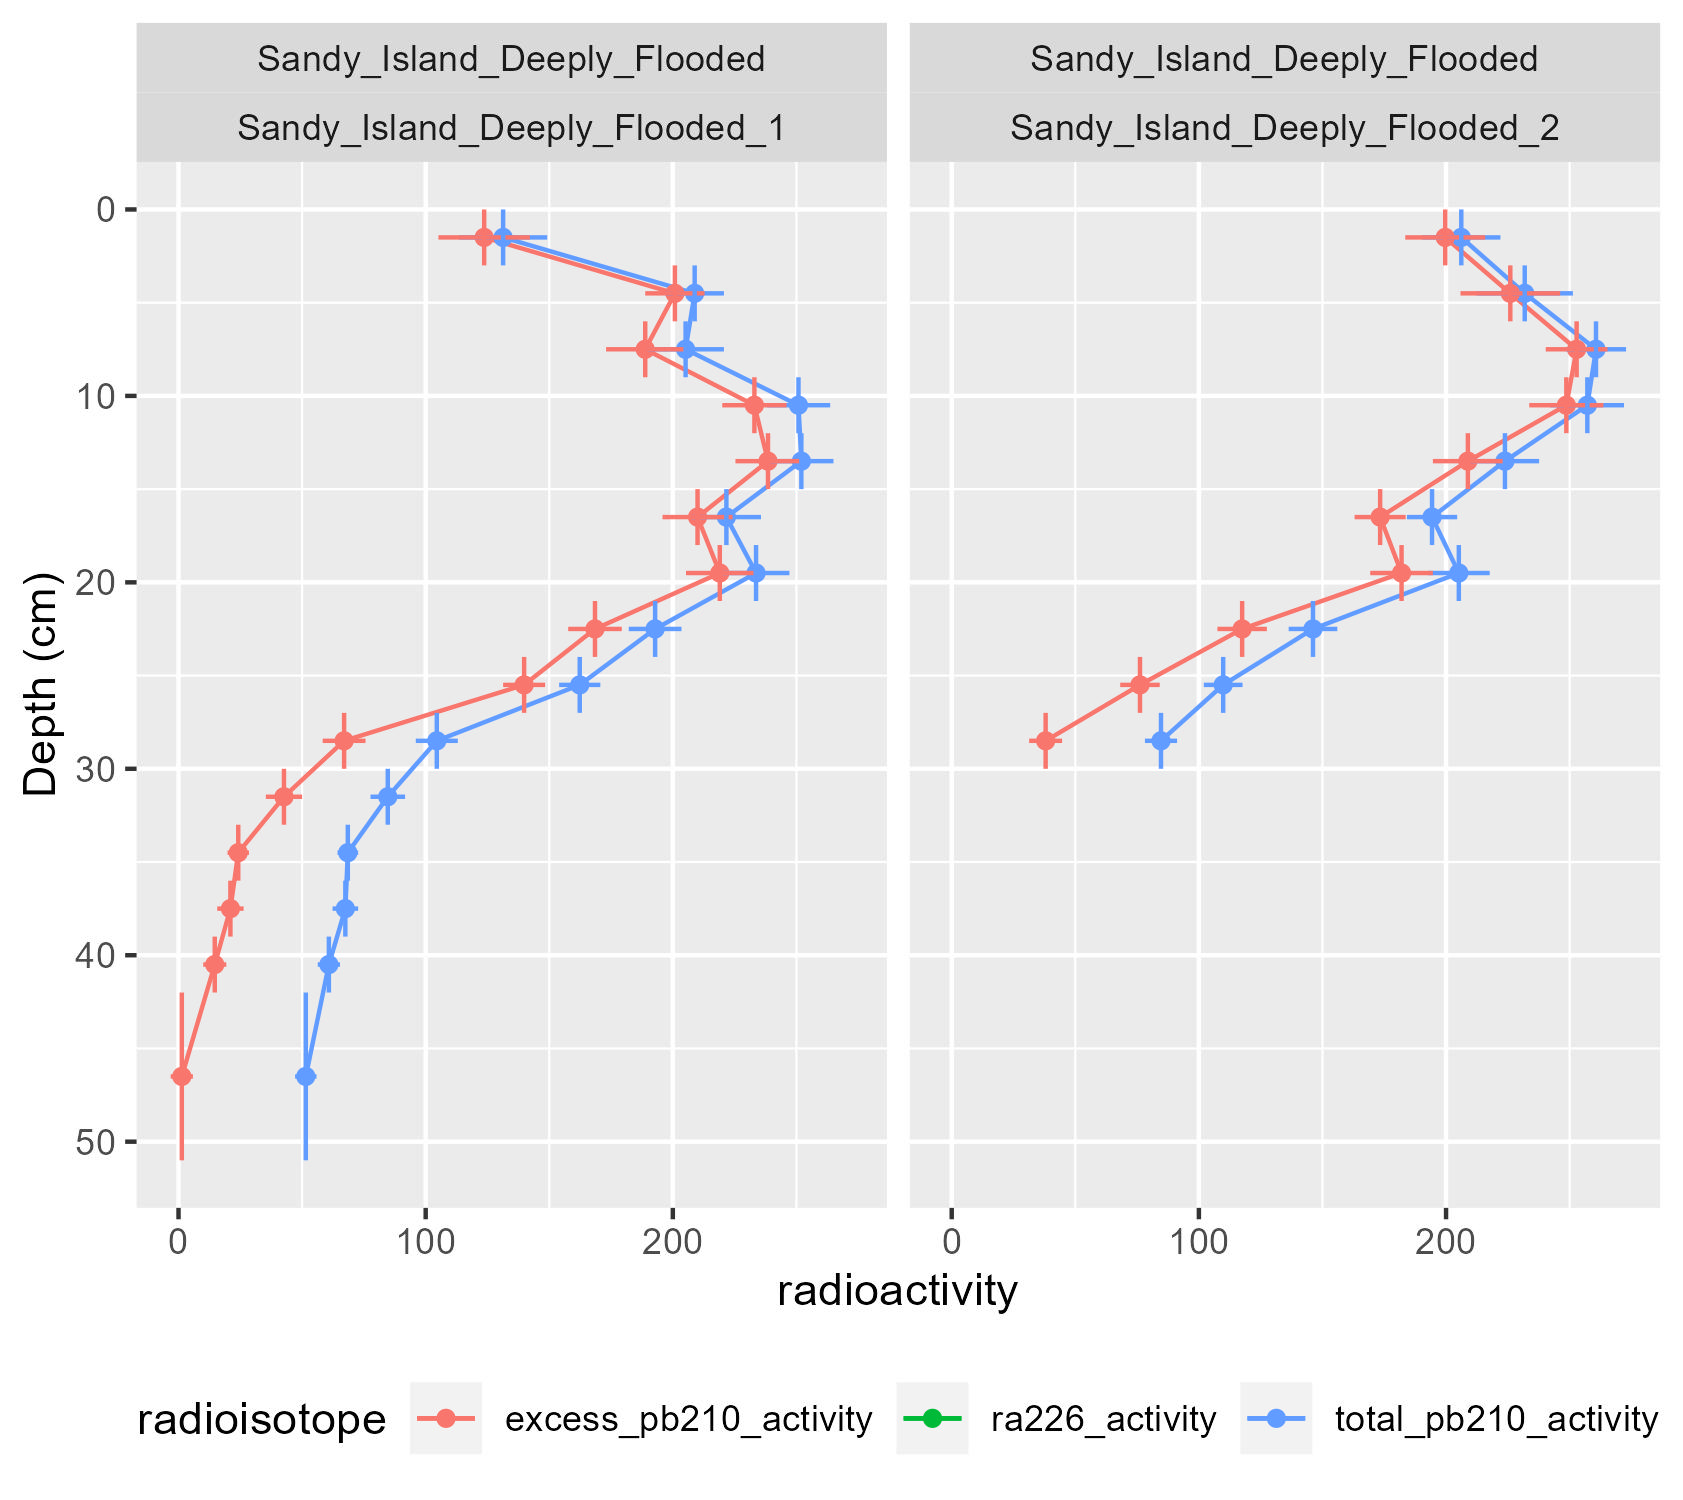 Sandy_Island_Deeply_Flooded Sandy_Island_Deeply_Flooded
Sandy_Island_Deeply_Flooded_1 Sandy_Island_Deeply_Flooded_2
0
10
20
30
40
50
Depth (cm)
0 100 200 0 100 200
radioactivity
radioisotope excess_pb210_activity ra226_activity total_pb210_activity